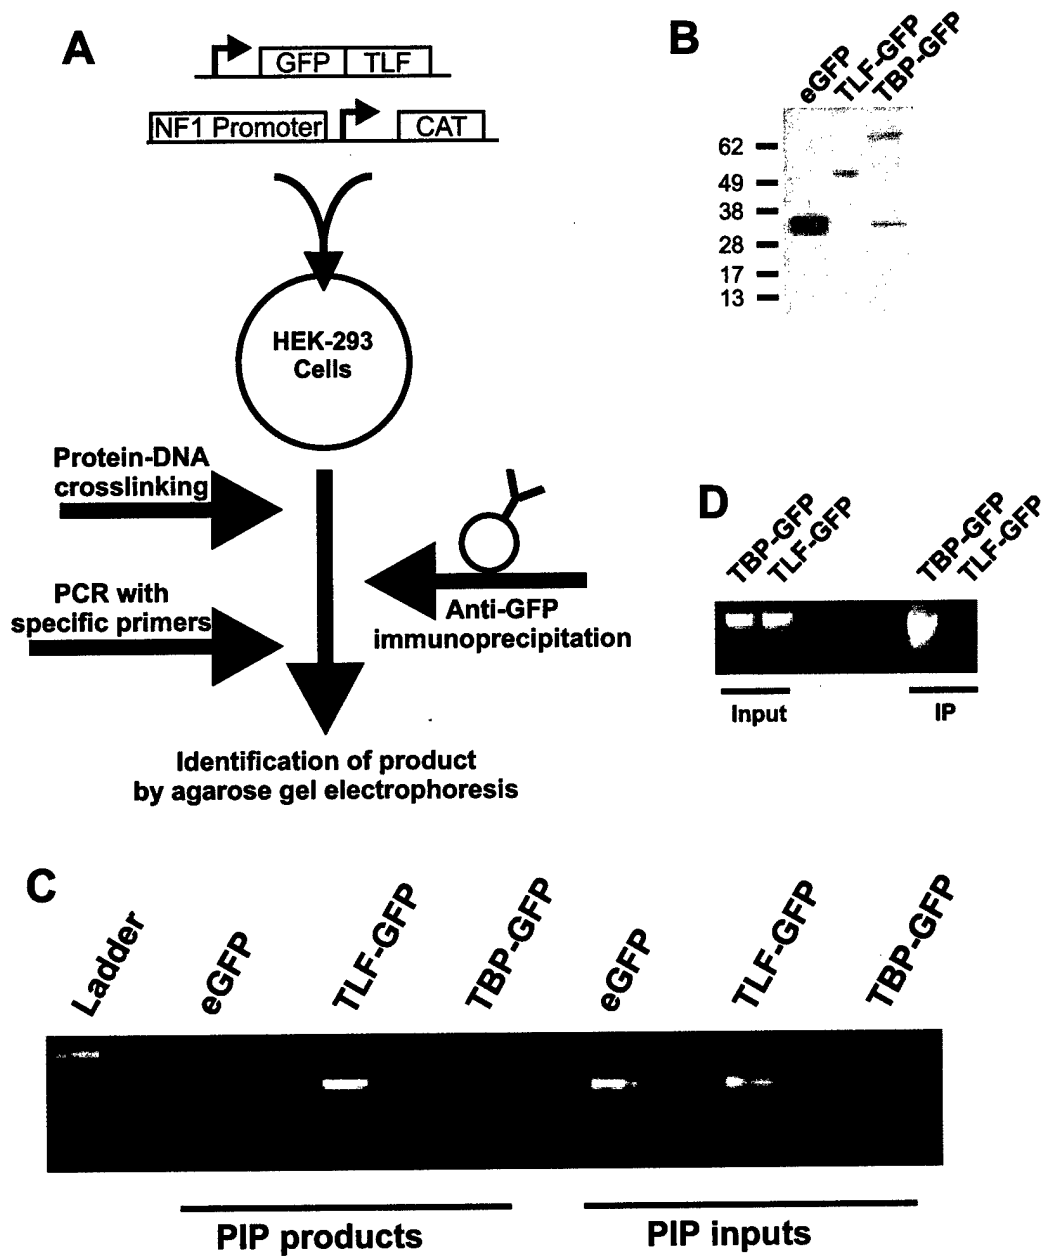 A
GFP TLF
NF1 Promoter CAT
HEK-293
Cells
Protein-DNA
crosslinking
PCR with
specific primers
Anti-GFP
immunoprecipitation
Identification of product
by agarose gel electrophoresis
B
eGFP
TLF-GFP
TBP-GFP
62
49
38
28
17
13
D
TBP-GFP
TLF-GFP
TBP-GFP
TLF-GFP
Input
IP
C
Ladder
eGFP
TLF-GFP
TBP-GFP
eGFP
TLF-GFP
TBP-GFP
PIP products
PIP inputs